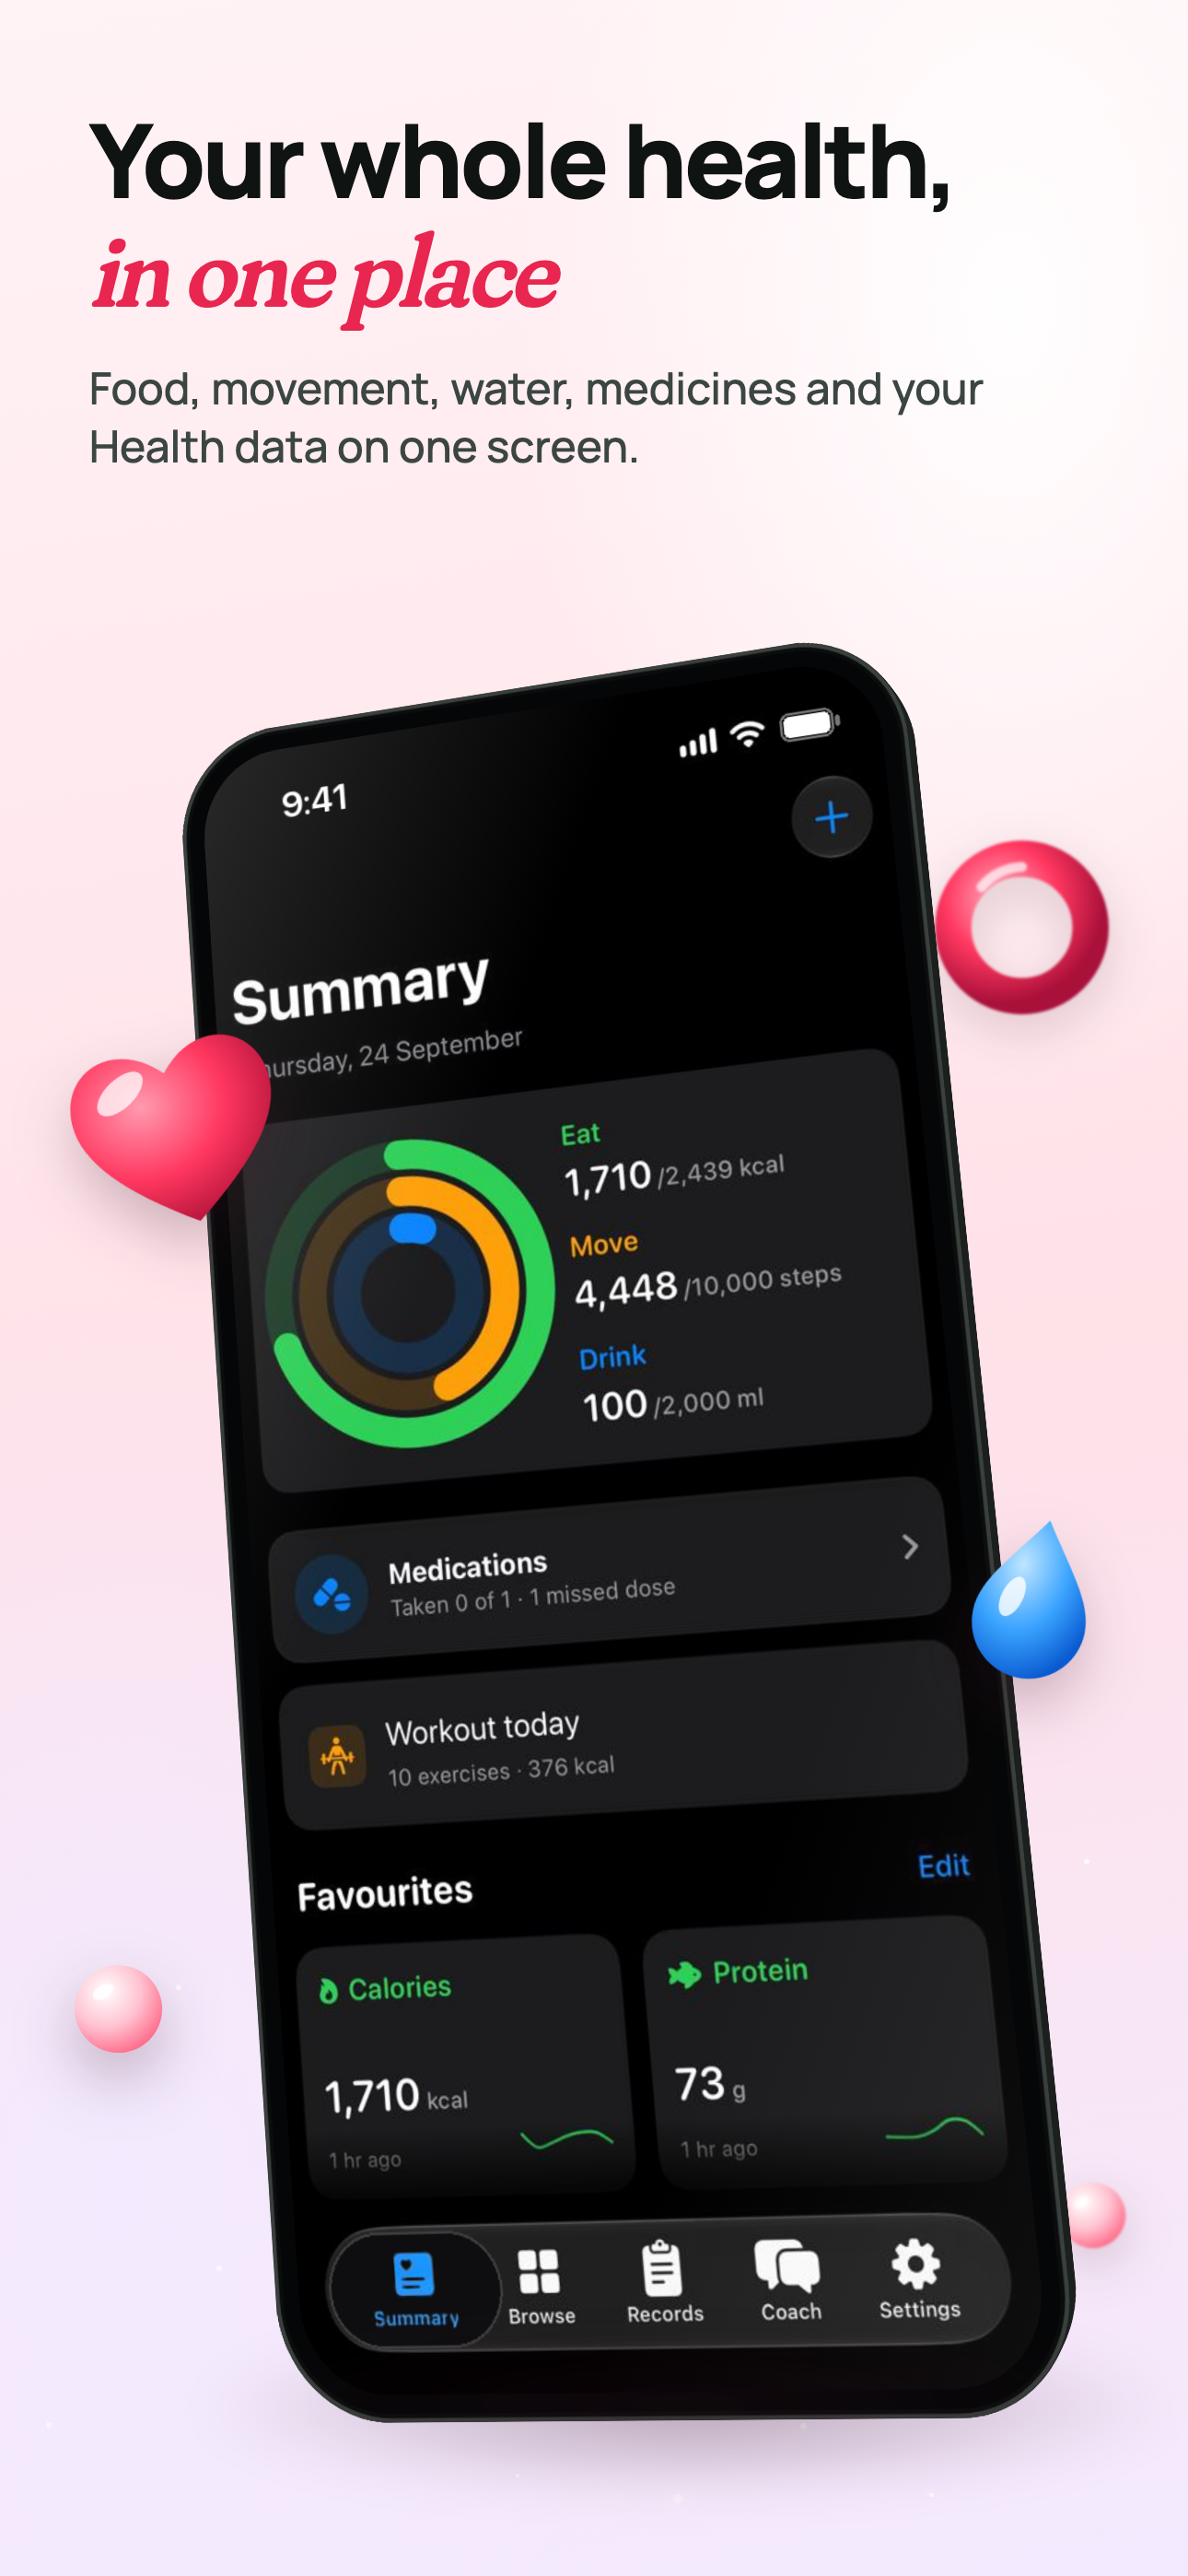 Your whole health,
in one place
Food, movement, water, medicines and your
Health data on one screen.
9:41
Summary
24 September
Eat
1,710 /2,439 kcal
Move
4,448 /10,000 steps
Drink
100 /2,000 ml
Medications
Taken 0 of 1 · 1 missed dose
Workout today
10 exercises · 376 kcal
Favourites
Edit
Calories
1,710 kcal
1 hr ago
Protein
73 g
1 hr ago
Summary
Browse
Records
Coach
Settings